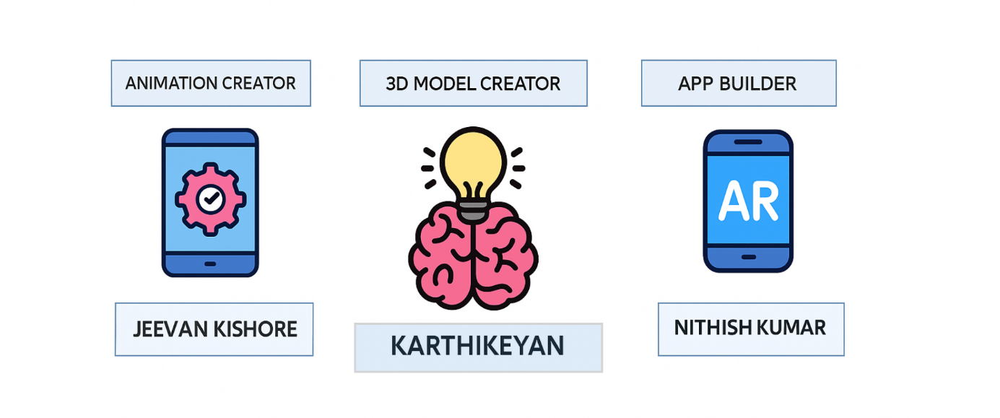 ANIMATION CREATOR
3D MODEL CREATOR
APP BUILDER
AR
JEEVAN KISHORE
KARTHIKEYAN
NITHISH KUMAR